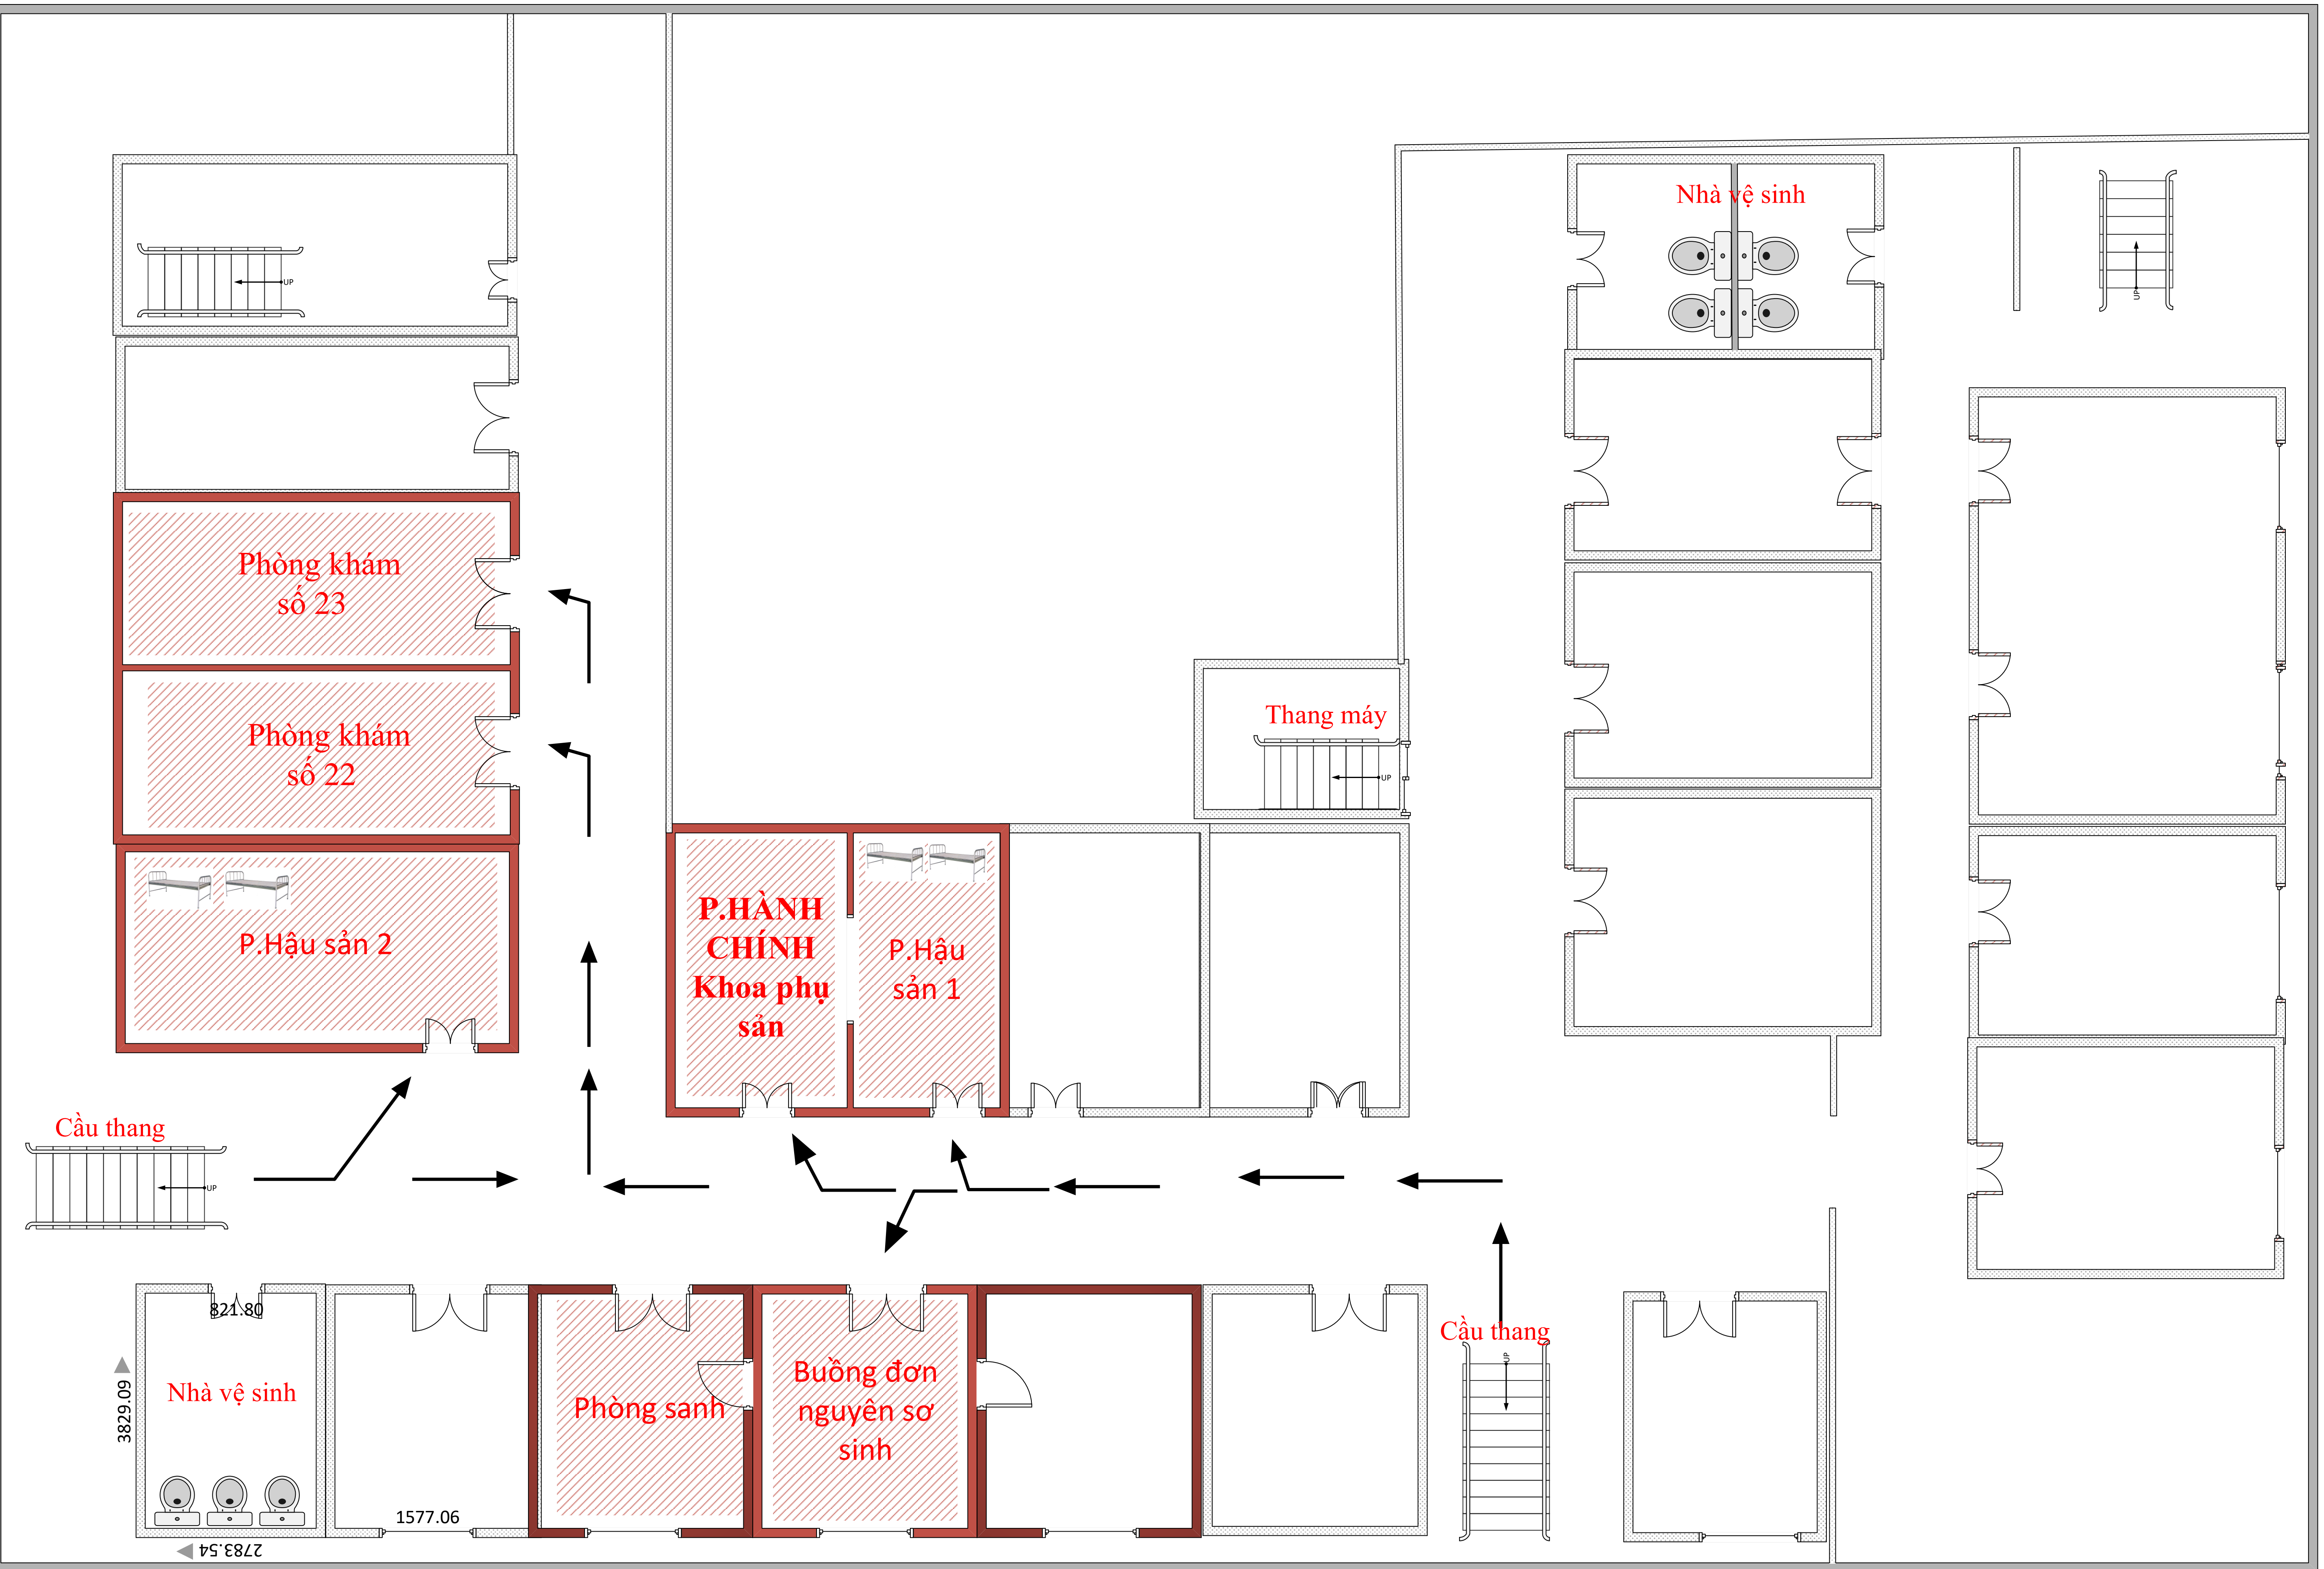 Nhà vệ sinh
UP
UP
Phòng khám
số 23
Phòng khám
số 22
Thang máy
UP
P.HÀNH
CHÍNH
Khoa phụ
sản
P.Hậu
sản 1
P.Hậu sản 2
Cầu thang
UP
821.80
3829.09
Nhà vệ sinh
1577.06
2783.54
Phòng sanh
Buồng đơn
nguyên sơ
sinh
Cầu thang
UP